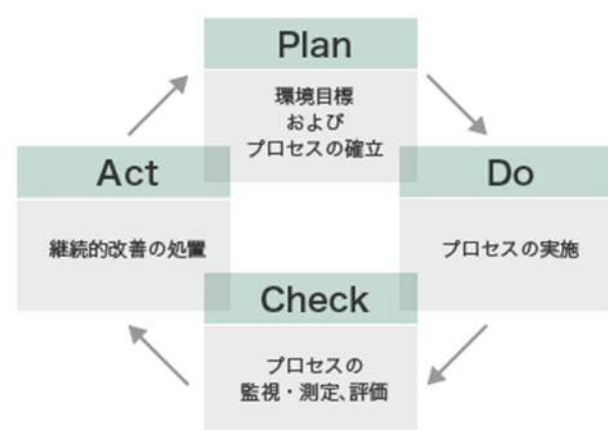 Plan
環境目標
および
プロセスの確立
Act
Do
継続的改善の処置
プロセスの実施
Check
プロセスの
監視・測定、評価